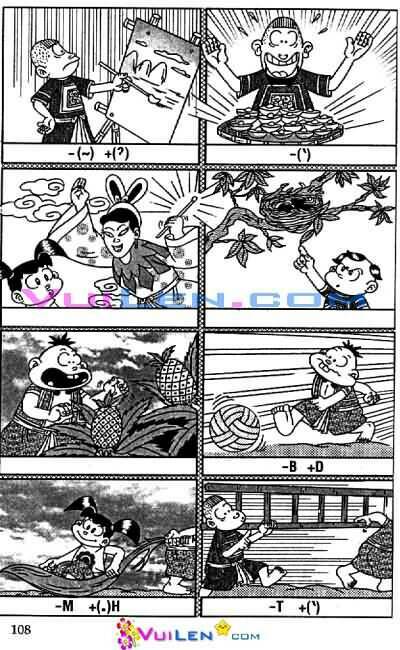 -(~) +(?)
-(`)
VuiLen.com
-B +D
-M +(.)H
-T +(`)
108
VuiLen.com